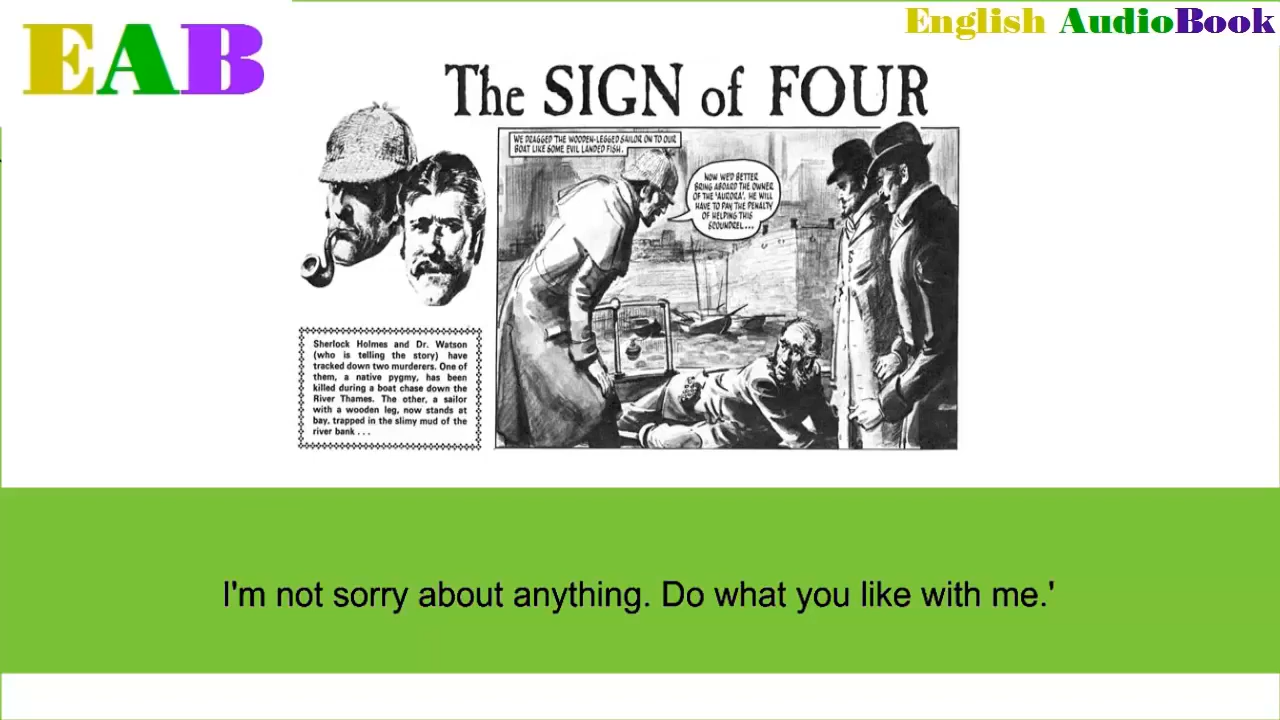 EAB
English AudioBook
The SIGN of FOUR
WE DRAGGED THE WOODEN-LEGGED SAILOR ON TO OUR
BOAT LIKE SOME EVIL LANDED FISH.
NOW WE'D BETTER
BRING ABOARD THE OWNER
OF THE 'AURORA'. HE WILL
HAVE TO PAY THE PENALTY
OF HELPING THIS
SCOUNDREL...
Sherlock Holmes and Dr. Watson
(who is telling the story) have
tracked down two murderers. One of
them, a native pygmy, has been
killed during a boat chase down the
River Thames. The other, a sailor
with a wooden leg, now stands at
bay, trapped in the slimy mud of the
river bank . . .
I'm not sorry about anything. Do what you like with me.'